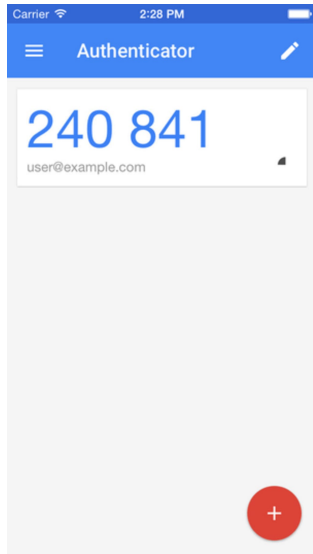 Carrier 2:28 PM
Authenticator
240 841
user@example.com
+